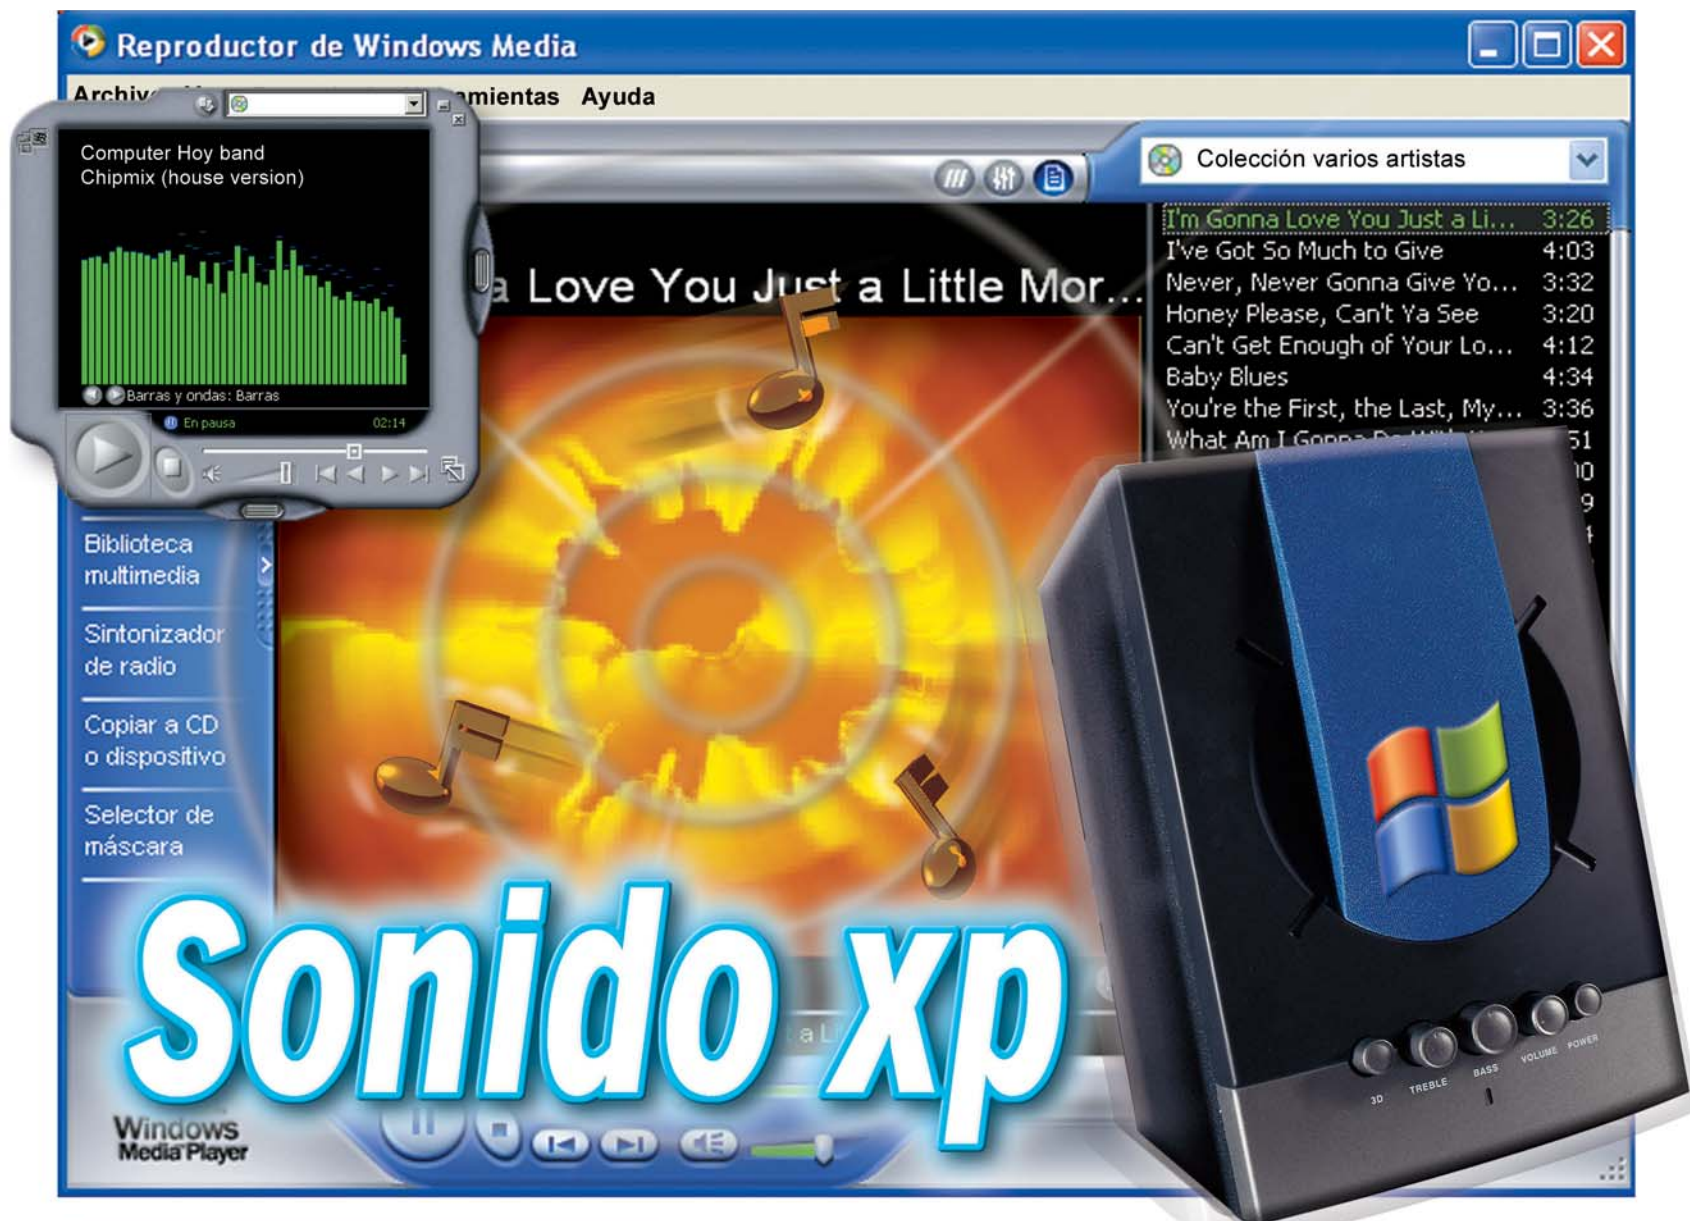 Reproductor de Windows Media
Ayuda
Computer Hoy band
Chipmix (house version)
Barras y ondas: Barras
En pausa 02:14
Colección varios artistas
I'm Gonna Love You Just a Li... 3:26
I've Got So Much to Give 4:03
Never, Never Gonna Give Yo... 3:32
Honey Please, Can't Ya See 3:20
Can't Get Enough of Your Lo... 4:12
Baby Blues 4:34
You're the First, the Last, My... 3:36
What Am I Gonna
a Love You Just a Little Mor...
Biblioteca
multimedia
Sintonizador
de radio
Copiar a CD
o dispositivo
Selector de
máscara
Sonido xp
3D TREBLE BASS VOLUME POWER
Windows
Media Player